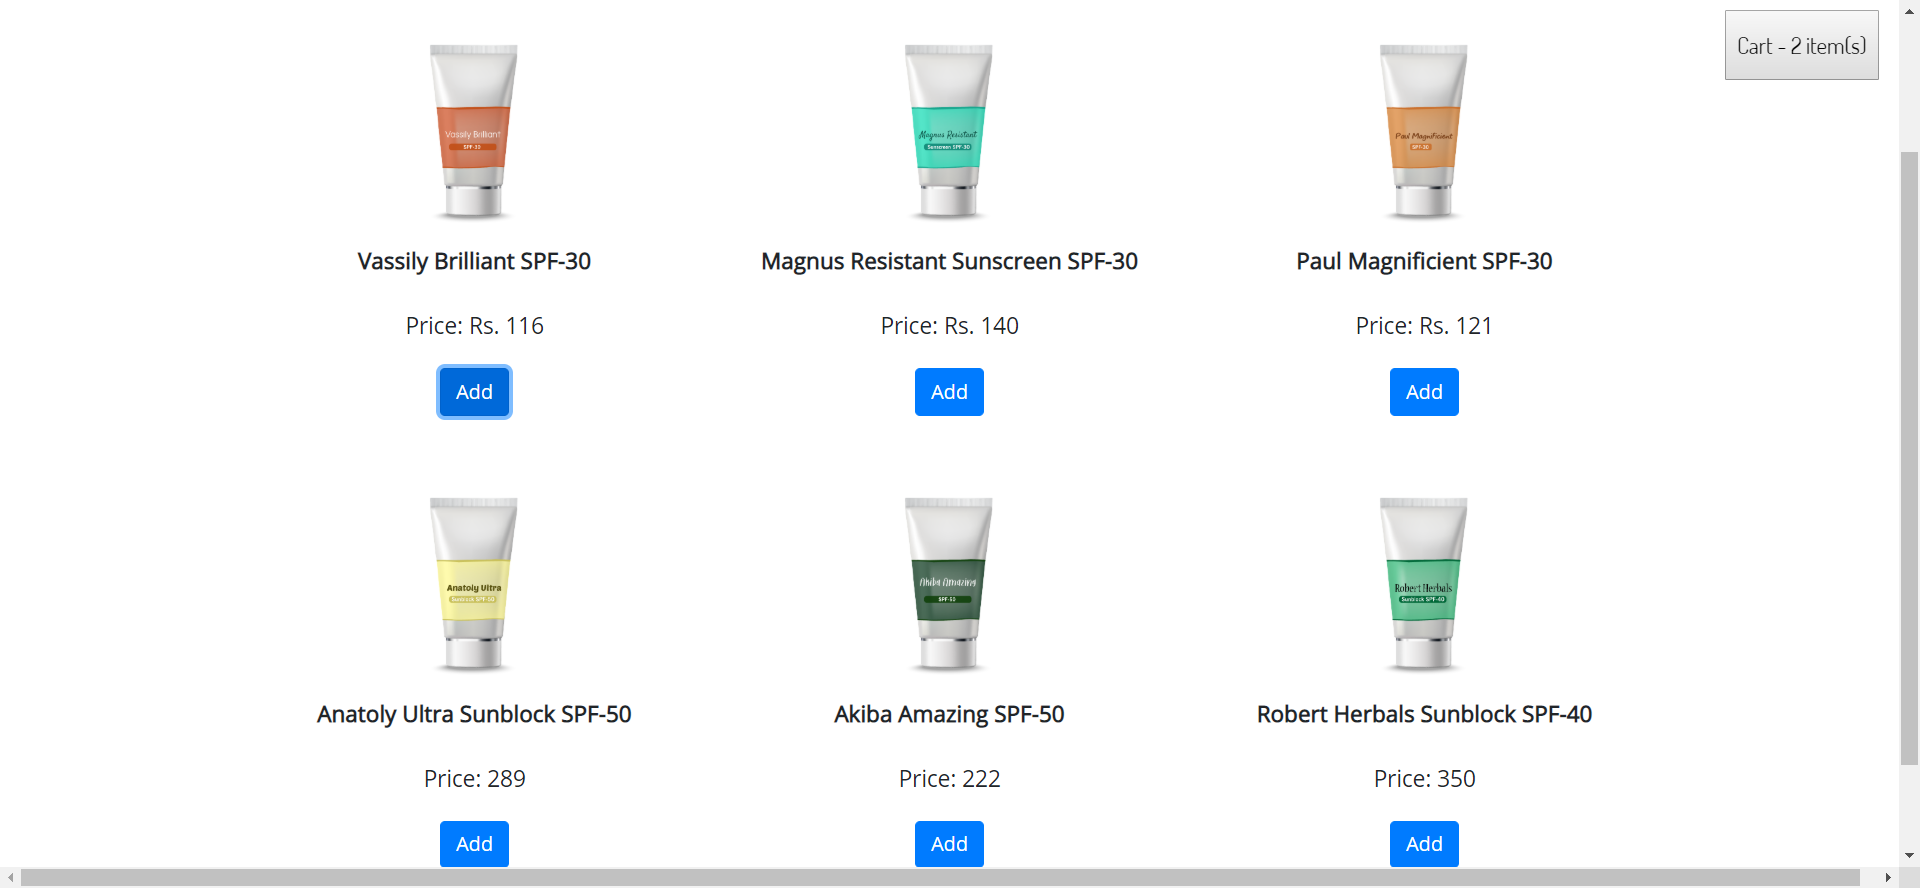 Cart - 2 item(s)
Vassily Brilliant
SPF-30
Magnus Resistant
Sunscreen SPF-30
Paul Magnificient
SPF-30
Vassily Brilliant SPF-30
Magnus Resistant Sunscreen SPF-30
Paul Magnificient SPF-30
Price: Rs. 116
Price: Rs. 140
Price: Rs. 121
Add
Add
Add
Anatoly Ultra
Sunblock SPF-50
Akiba Amazing
SPF-50
Robert Herbals
Sunblock SPF-40
Anatoly Ultra Sunblock SPF-50
Akiba Amazing SPF-50
Robert Herbals Sunblock SPF-40
Price: 289
Price: 222
Price: 350
Add
Add
Add